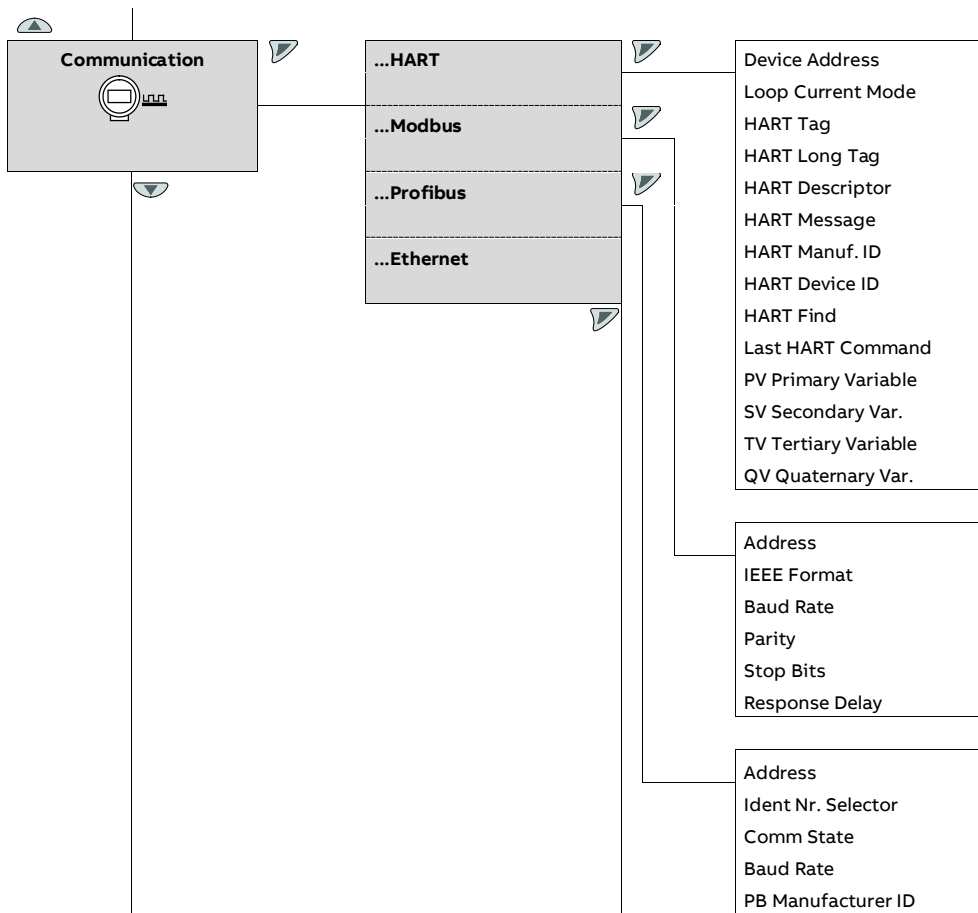 Communication
...HART
...Modbus
...Profibus
...Ethernet
Device Address
Loop Current Mode
HART Tag
HART Long Tag
HART Descriptor
HART Message
HART Manuf. ID
HART Device ID
HART Find
Last HART Command
PV Primary Variable
SV Secondary Var.
TV Tertiary Variable
QV Quaternary Var.
Address
IEEE Format
Baud Rate
Parity
Stop Bits
Response Delay
Address
Ident Nr. Selector
Comm State
Baud Rate
PB Manufacturer ID